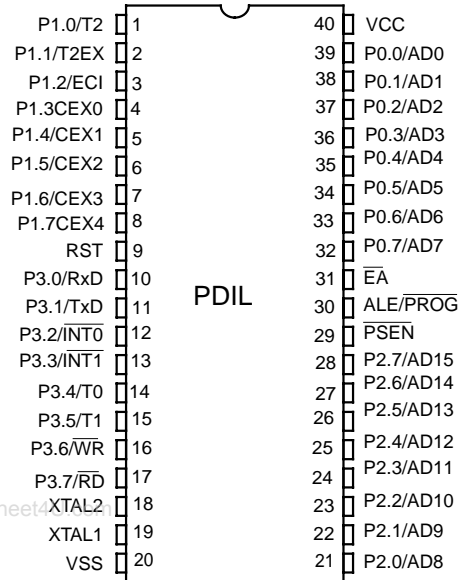 P1.0/T2 1 40 VCC
P1.1/T2EX 2 39 P0.0/AD0
P1.2/ECI 3 38 P0.1/AD1
P1.3CEX0 4 37 P0.2/AD2
P1.4/CEX1 5 36 P0.3/AD3
P1.5/CEX2 6 35 P0.4/AD4
P1.6/CEX3 7 34 P0.5/AD5
P1.7CEX4 8 33 P0.6/AD6
RST 9 32 P0.7/AD7
P3.0/RxD 10 31 E̅A̅
PDIL
P3.1/TxD 11 30 ALE/P̅R̅O̅G̅
P3.2/I̅N̅T̅0̅ 12 29 P̅S̅E̅N̅
P3.3/I̅N̅T̅1̅ 13 28 P2.7/AD15
P3.4/T0 14 27 P2.6/AD14
P3.5/T1 15 26 P2.5/AD13
P3.6/W̅R̅ 16 25 P2.4/AD12
P3.7/R̅D̅ 17 24 P2.3/AD11
XTAL2 18 23 P2.2/AD10
XTAL1 19 22 P2.1/AD9
VSS 20 21 P2.0/AD8